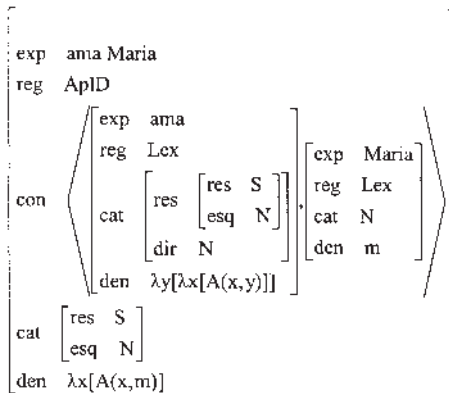 exp ama Maria
reg ApID
exp ama
reg Lex
exp Maria
res S
reg Lex
con
res
cat
esq N
cat N
dir N
den m
den λy[λx[A(x,y)]]
res S
cat
esq N
den λx[A(x,m)]